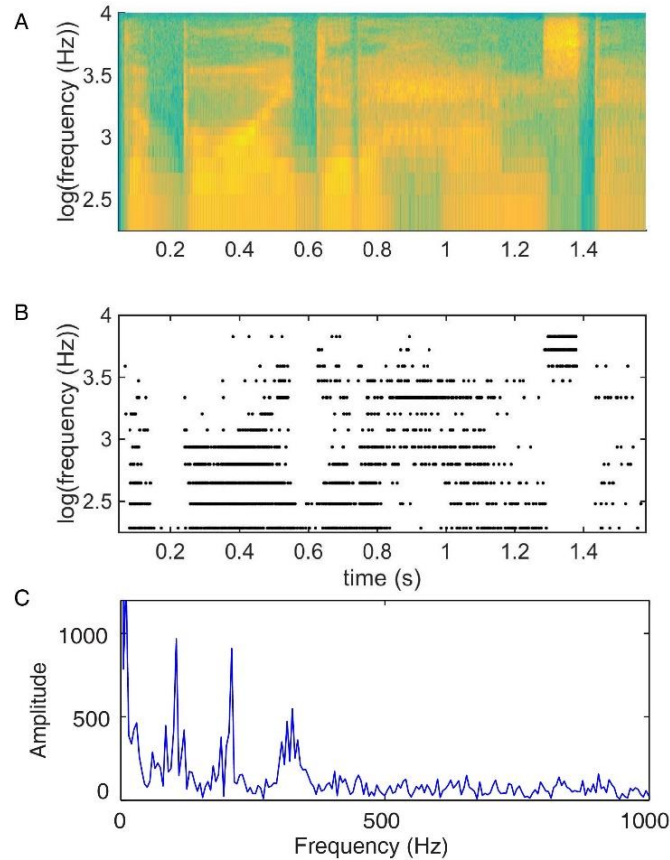 A
log(frequency (Hz))
4
3.5
3
2.5
0.2 0.4 0.6 0.8 1 1.2 1.4
B
log(frequency (Hz))
4
3.5
3
2.5
0.2 0.4 0.6 0.8 1 1.2 1.4
time (s)
C
Amplitude
1000
500
0
0 500 1000
Frequency (Hz)